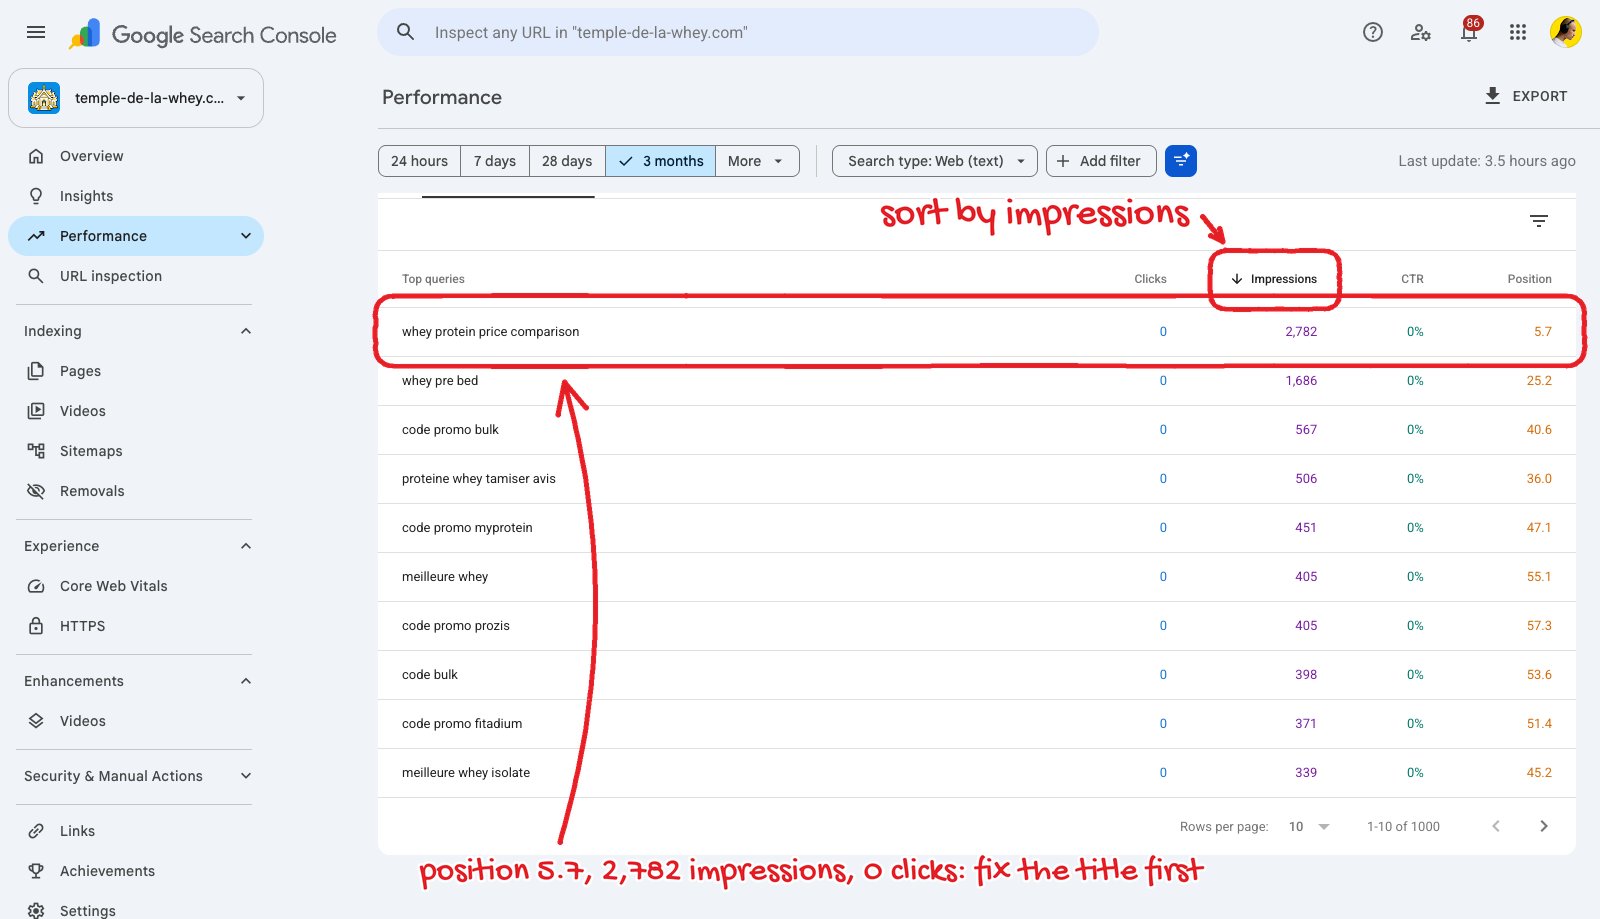 Google Search Console
Inspect any URL in "temple-de-la-whey.com"
86
temple-de-la-whey.c...
Performance
EXPORT
24 hours
7 days
28 days
3 months
More
Search type: Web (text)
Add filter
Last update: 3.5 hours ago
Overview
Insights
Performance
URL inspection
Indexing
Pages
Videos
Sitemaps
Removals
Experience
Core Web Vitals
HTTPS
Enhancements
Videos
Security & Manual Actions
Links
Achievements
Settings
sort by impressions
Top queries Clicks Impressions CTR Position
whey protein price comparison 0 2,782 0% 5.7
whey pre bed 0 1,686 0% 25.2
code promo bulk 0 567 0% 40.6
proteine whey tamiser avis 0 506 0% 36.0
code promo myprotein 0 451 0% 47.1
meilleure whey 0 405 0% 55.1
code promo prozis 0 405 0% 57.3
code bulk 0 398 0% 53.6
code promo fitadium 0 371 0% 51.4
meilleure whey isolate 0 339 0% 45.2
Rows per page: 10 1-10 of 1000
position 5.7, 2,782 impressions, 0 clicks: fix the title first